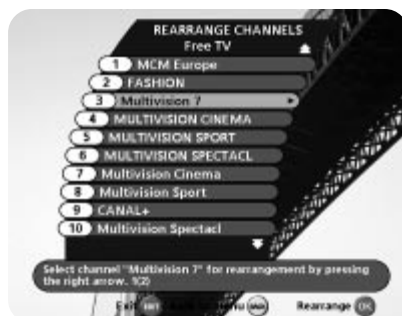 REARRANGE CHANNELS
Free TV
1 MCM Europe
2 FASHION
3 Multivision 7
4 MULTIVISION CINEMA
5 MULTIVISION SPORT
6 MULTIVISION SPECTACL
7 Multivision Cinema
8 Multivision Sport
9 CANAL+
10 Multivision Spectacl
Select channel "Multivision 7" for rearrangement by pressing
the right arrow. 1(2)
Exit Menu Rearrange OK